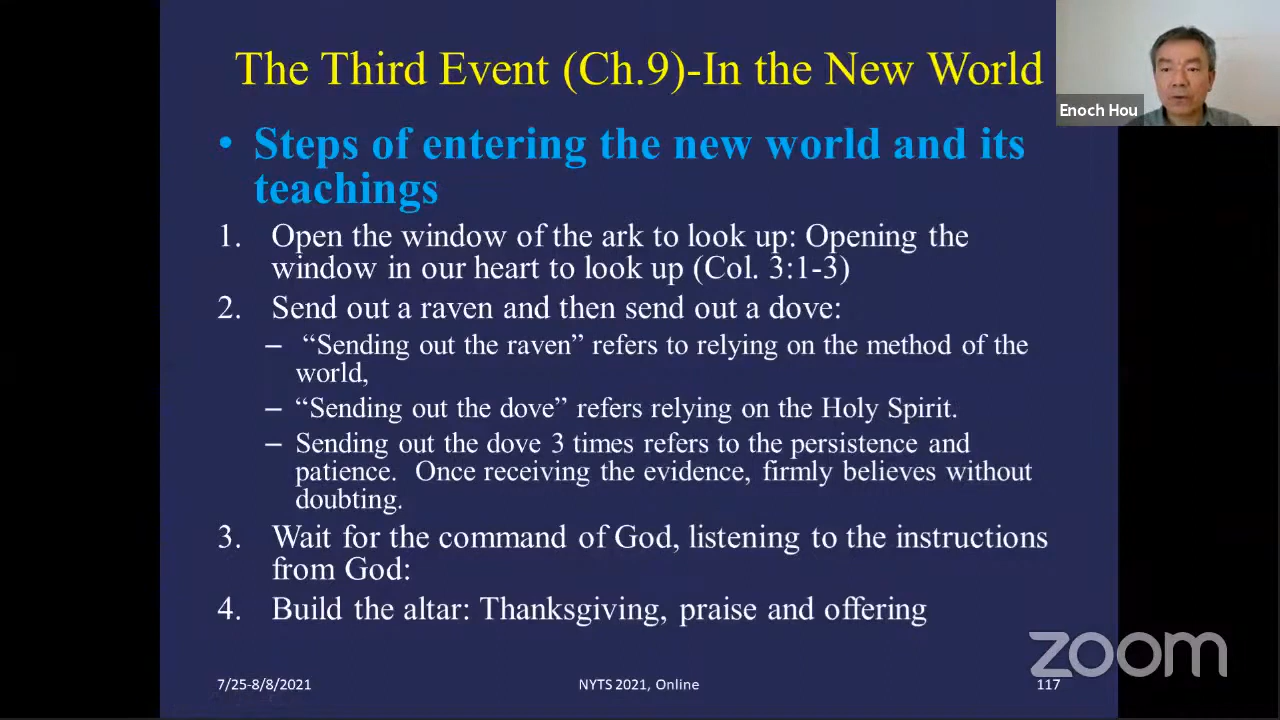 The Third Event (Ch.9)-In the New World
Enoch Hou
• Steps of entering the new world and its
teachings
1. Open the window of the ark to look up: Opening the
window in our heart to look up (Col. 3:1-3)
2. Send out a raven and then send out a dove:
– “Sending out the raven” refers to relying on the method of the
world,
– “Sending out the dove” refers relying on the Holy Spirit.
– Sending out the dove 3 times refers to the persistence and
patience. Once receiving the evidence, firmly believes without
doubting.
3. Wait for the command of God, listening to the instructions
from God:
4. Build the altar: Thanksgiving, praise and offering
zoom
7/25-8/8/2021
NYTS 2021, Online
117